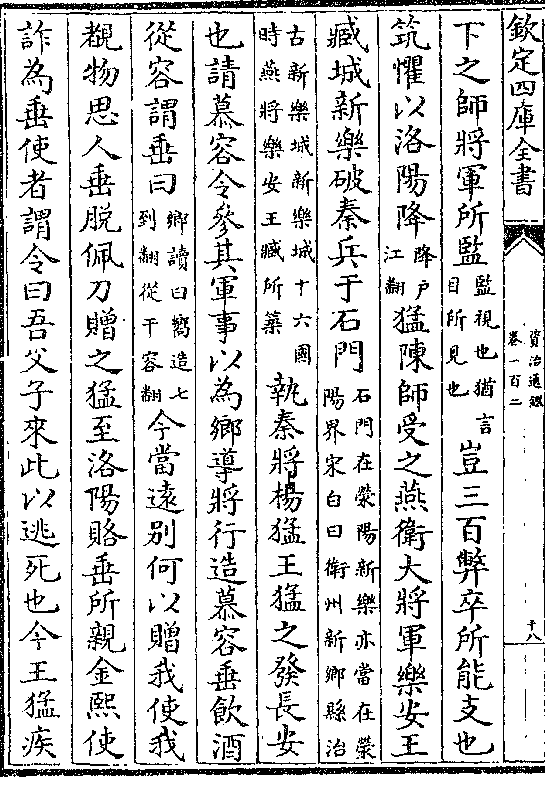 欽定四庫全書
資治通鑑
卷一百二
十八
下之師將軍所監監視也猶言目所見也豈三百弊卒所能支也
筑懼以洛陽降降户江翻猛陳師受之燕衛大將軍樂安王
臧城新樂破秦兵于石門石門在滎陽新樂亦當在滎陽界宋白曰衛州新鄉縣治
古新樂城新樂城十六國時燕將樂安王臧所築執秦將楊猛王猛之發長安
也請慕容令參其軍事以為鄉導將行造慕容垂飲酒
從容謂垂曰鄉讀曰嚮造七到翻從千容翻今當遠别何以贈我使我
覩物思人垂脱佩刀贈之猛至洛陽賂垂所親金熙使
詐為垂使者謂令曰吾父子來此以逃死也今王猛疾